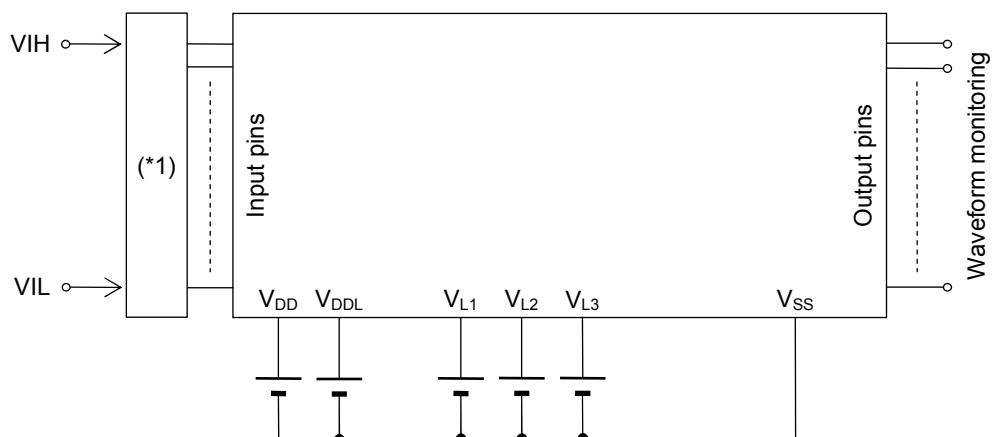 VIH
(*1)
VIL
Input pins
Output pins
Waveform monitoring
VDD VDDL VL1 VL2 VL3 VSS